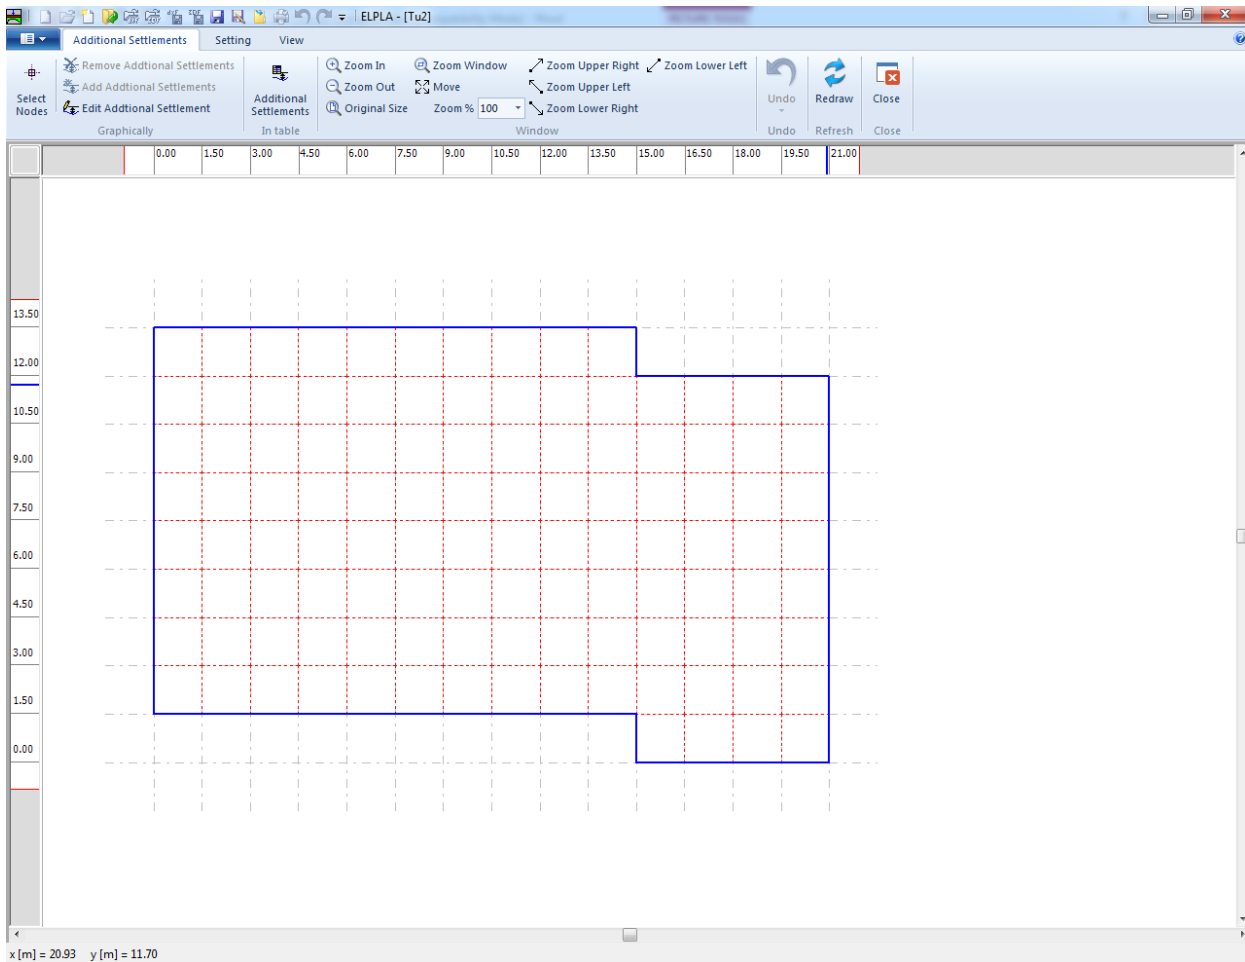 ELPLA - [Tu2]
Additional Settlements Setting View
Remove Addtional Settlements
Add Addtional Settlements
Edit Addtional Settlement
Select Nodes
Graphically
Additional Settlements
In table
Zoom In Zoom Window Zoom Upper Right Zoom Lower Left
Zoom Out Move Zoom Upper Left
Original Size Zoom % 100 Zoom Lower Right
Window
Undo
Undo
Redraw
Refresh
Close
Close
0.00 1.50 3.00 4.50 6.00 7.50 9.00 10.50 12.00 13.50 15.00 16.50 18.00 19.50 21.00
13.50
12.00
10.50
9.00
7.50
6.00
4.50
3.00
1.50
0.00
x [m] = 20.93 y [m] = 11.70